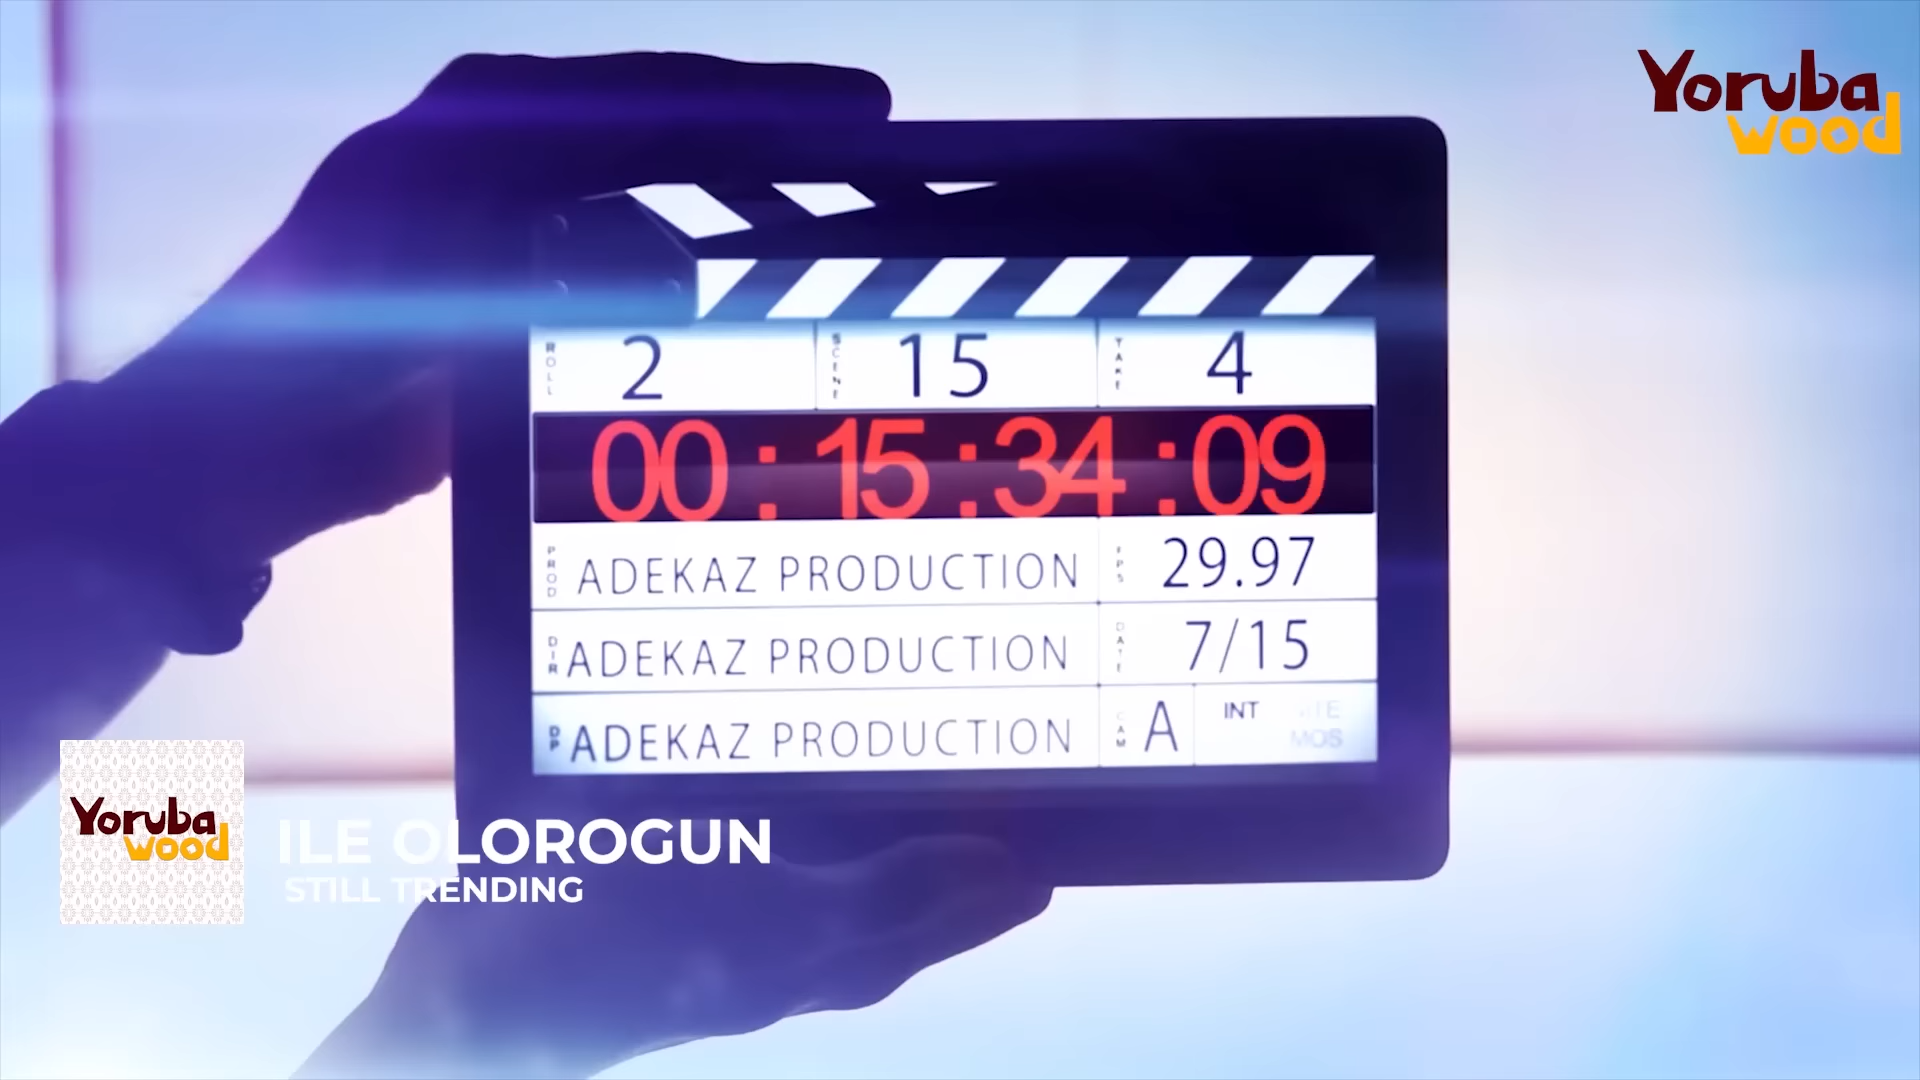 Yoruba
wood
ROLL 2 SCENE 15 TAKE 4
00:15:34:09
PROD ADEKAZ PRODUCTION FPS 29.97
DIR ADEKAZ PRODUCTION DATE 7/15
DP ADEKAZ PRODUCTION CAM A INT
MOS
Yoruba
wood
ILE OLOROGUN
STILL TRENDING